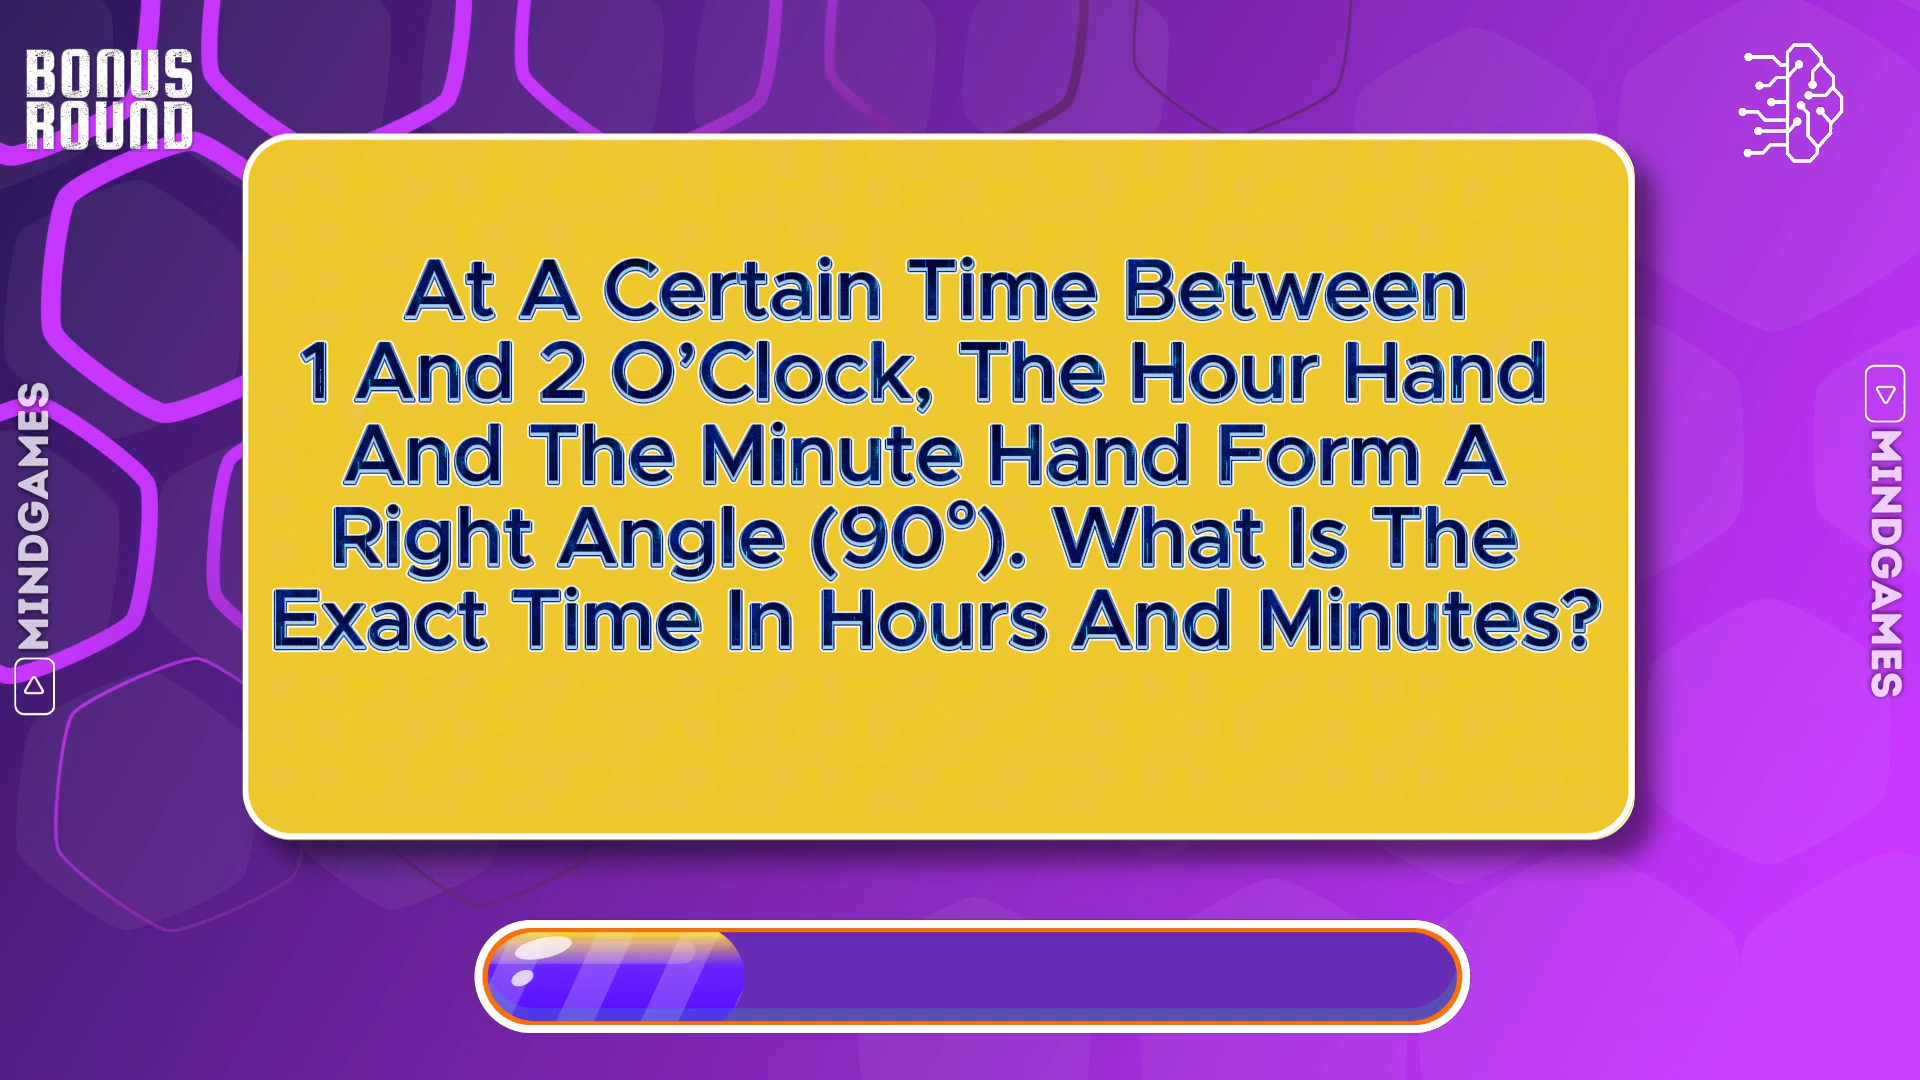 BONUS
ROUND
At A Certain Time Between
1 And 2 O’Clock, The Hour Hand
And The Minute Hand Form A
Right Angle (90°). What Is The
Exact Time In Hours And Minutes?
MINDGAMES
MINDGAMES